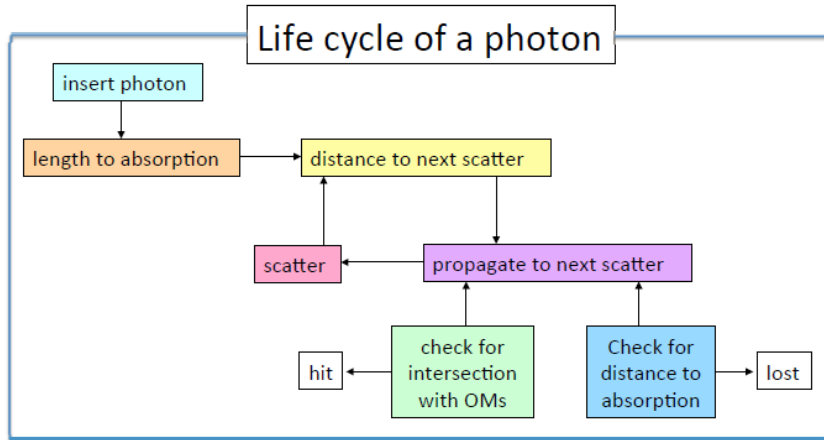 Life cycle of a photon
insert photon
length to absorption
distance to next scatter
scatter
propagate to next scatter
hit
check for
intersection
with OMs
Check for
distance to
absorption
lost